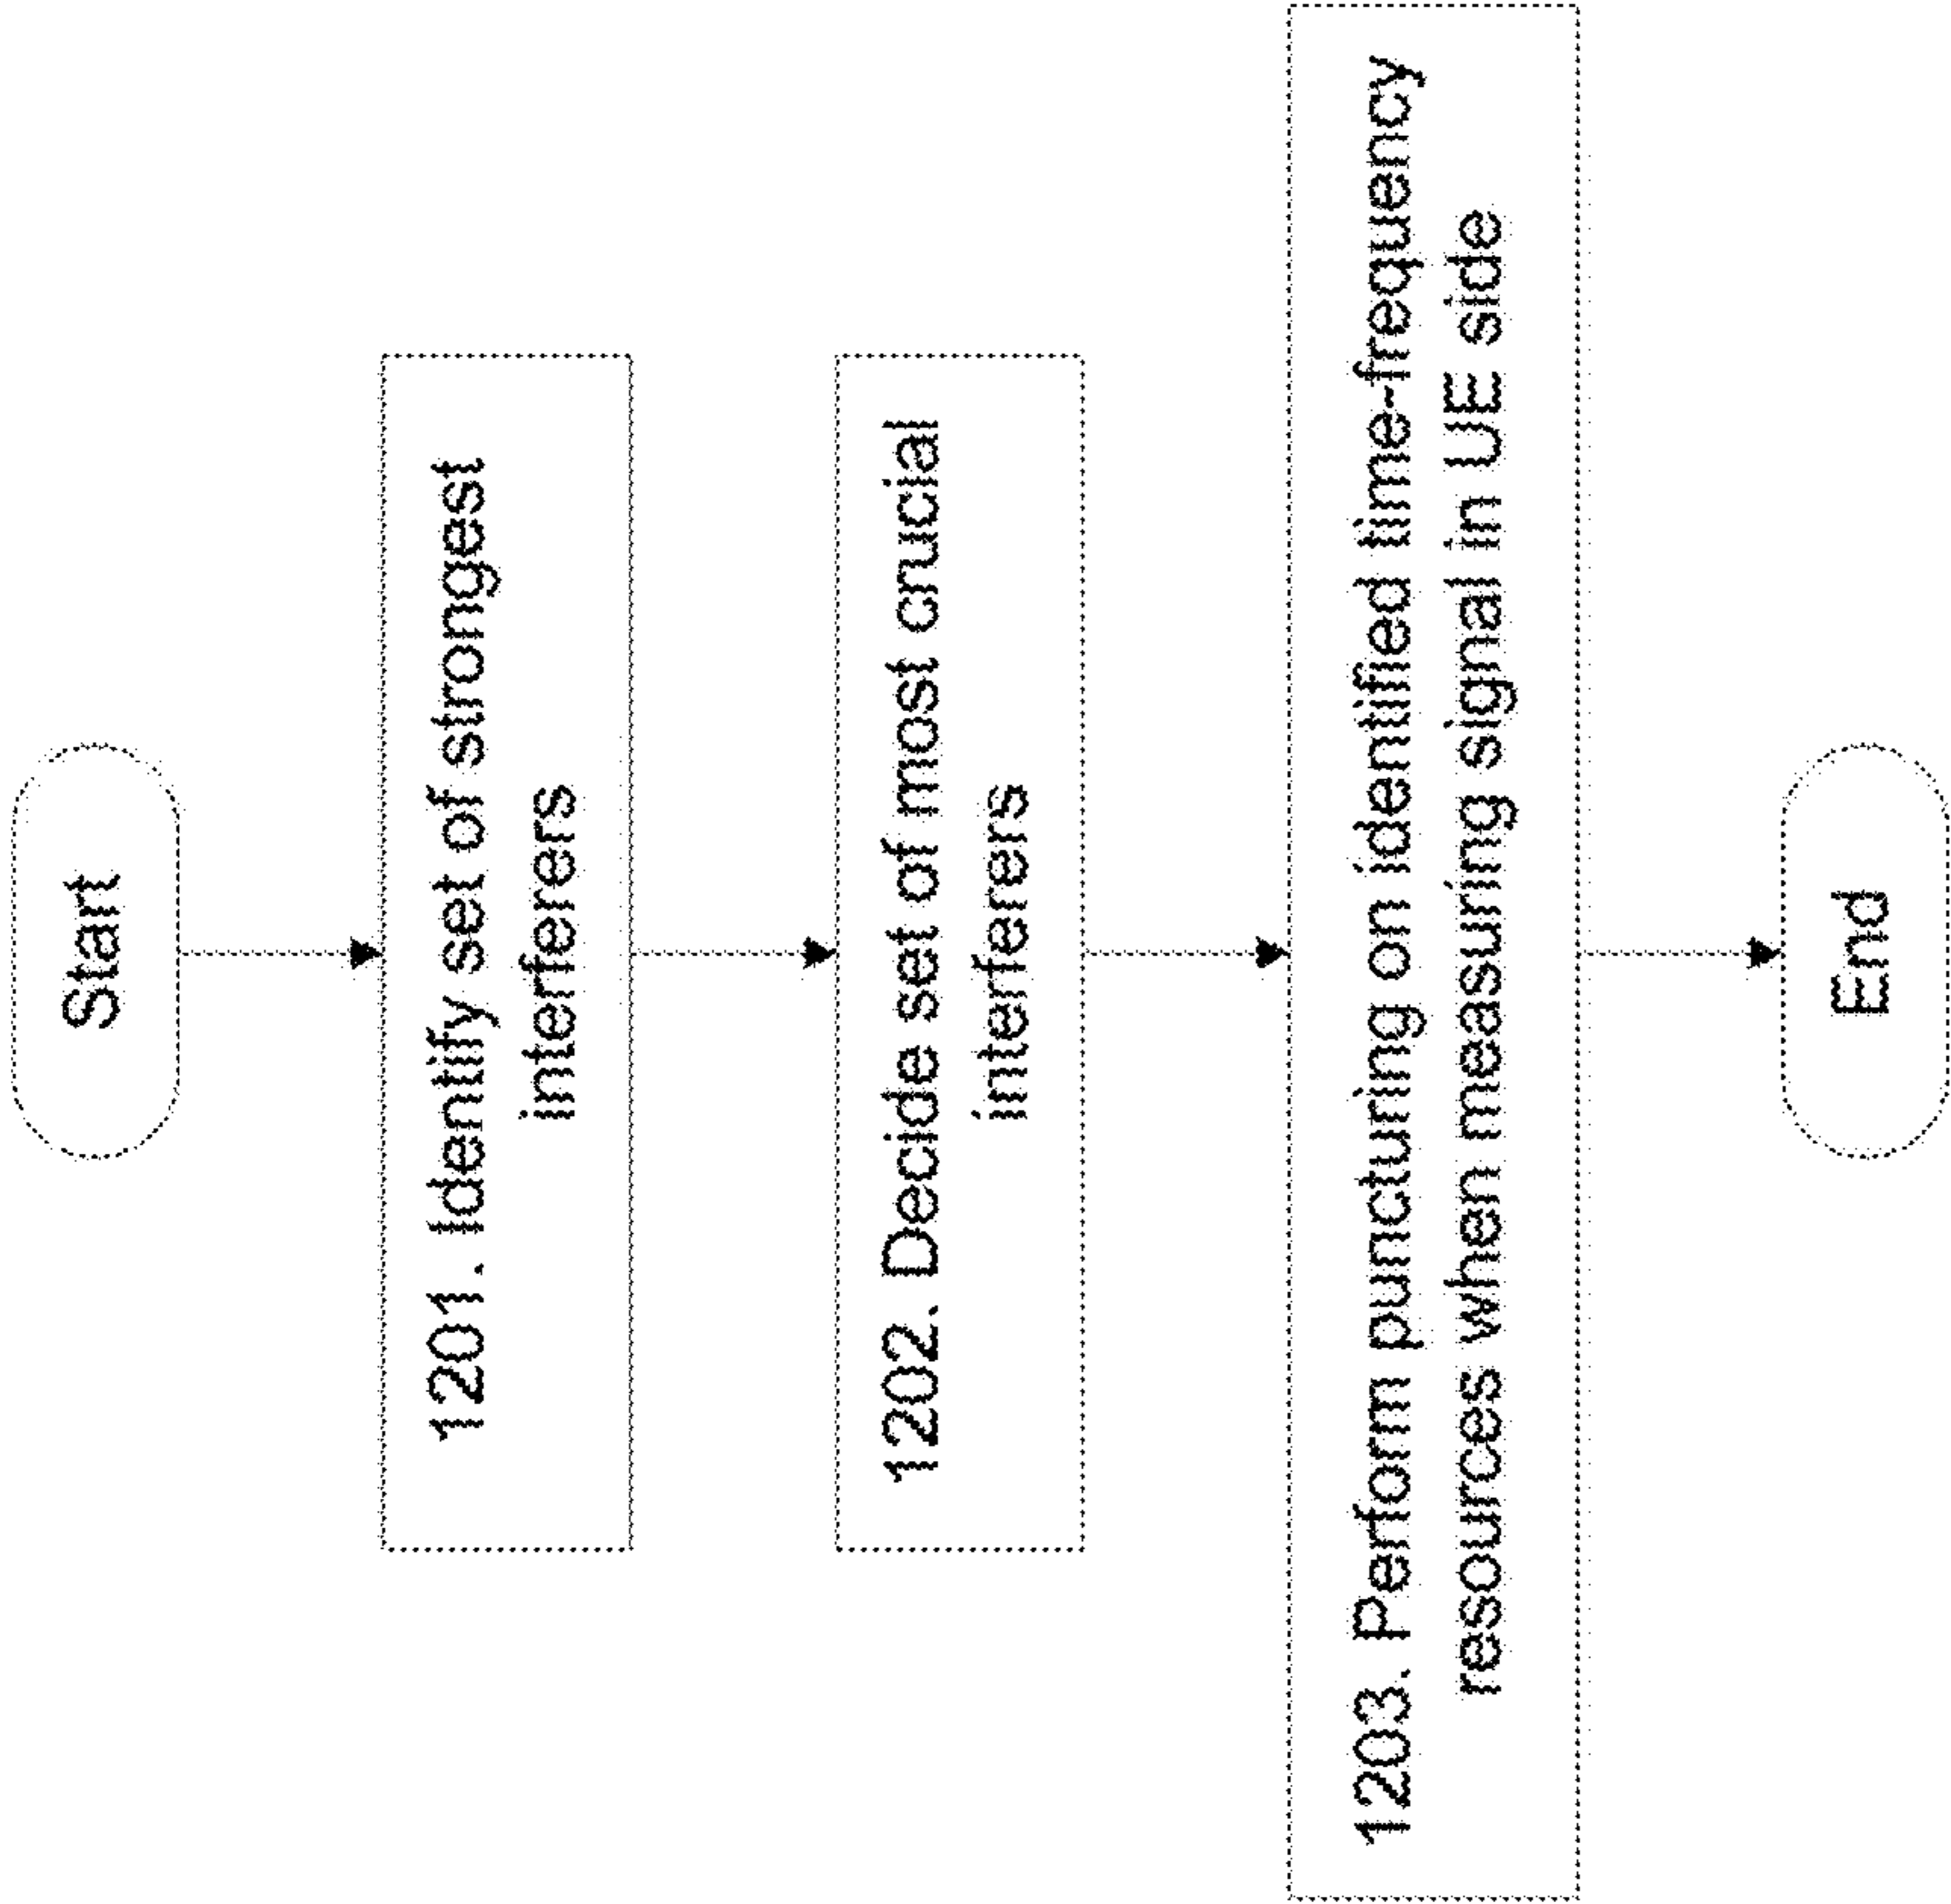 Start
1201. Identify set of strongest
interferers
1202. Decide set of most crucial
interferers
1203. Perform puncturing on identified time-frequency
resources when measuring signal in UE side
End